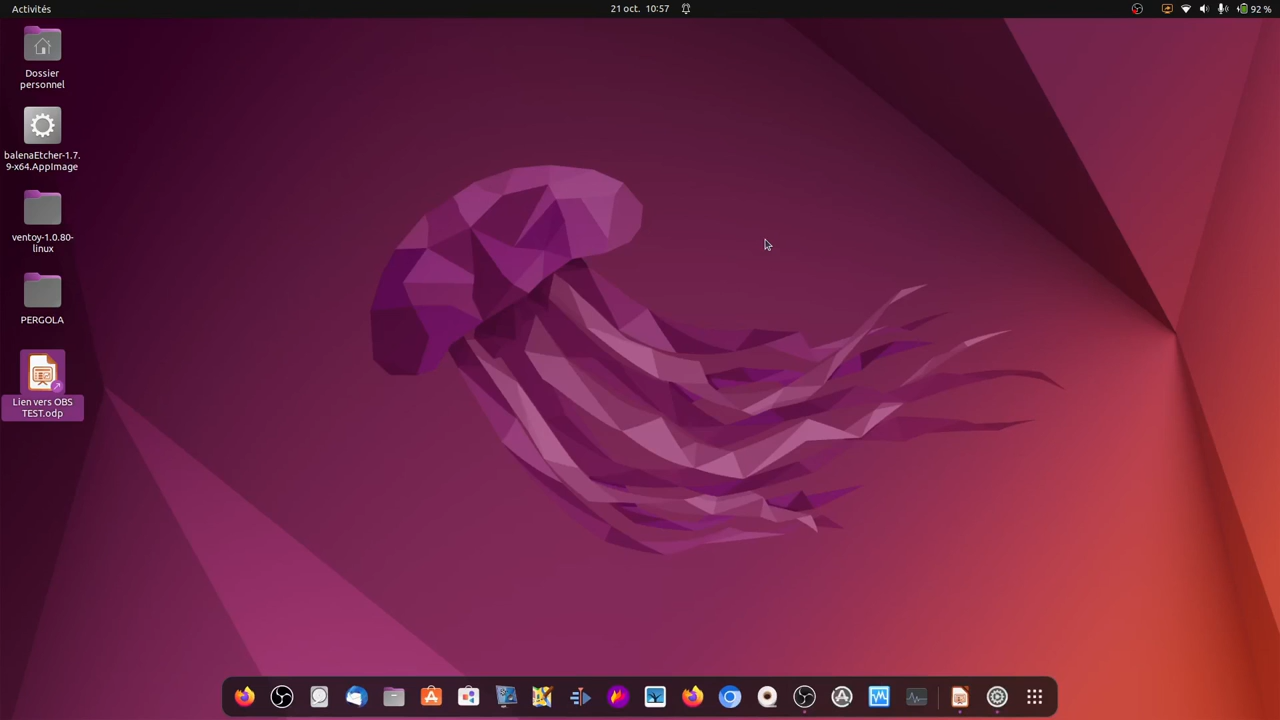 Activités
21 oct. 10:57
92 %
Dossier
personnel
balenaEtcher-1.7.
9-x64.AppImage
ventoy-1.0.80-
linux
PERGOLA
Lien vers OBS
TEST.odp